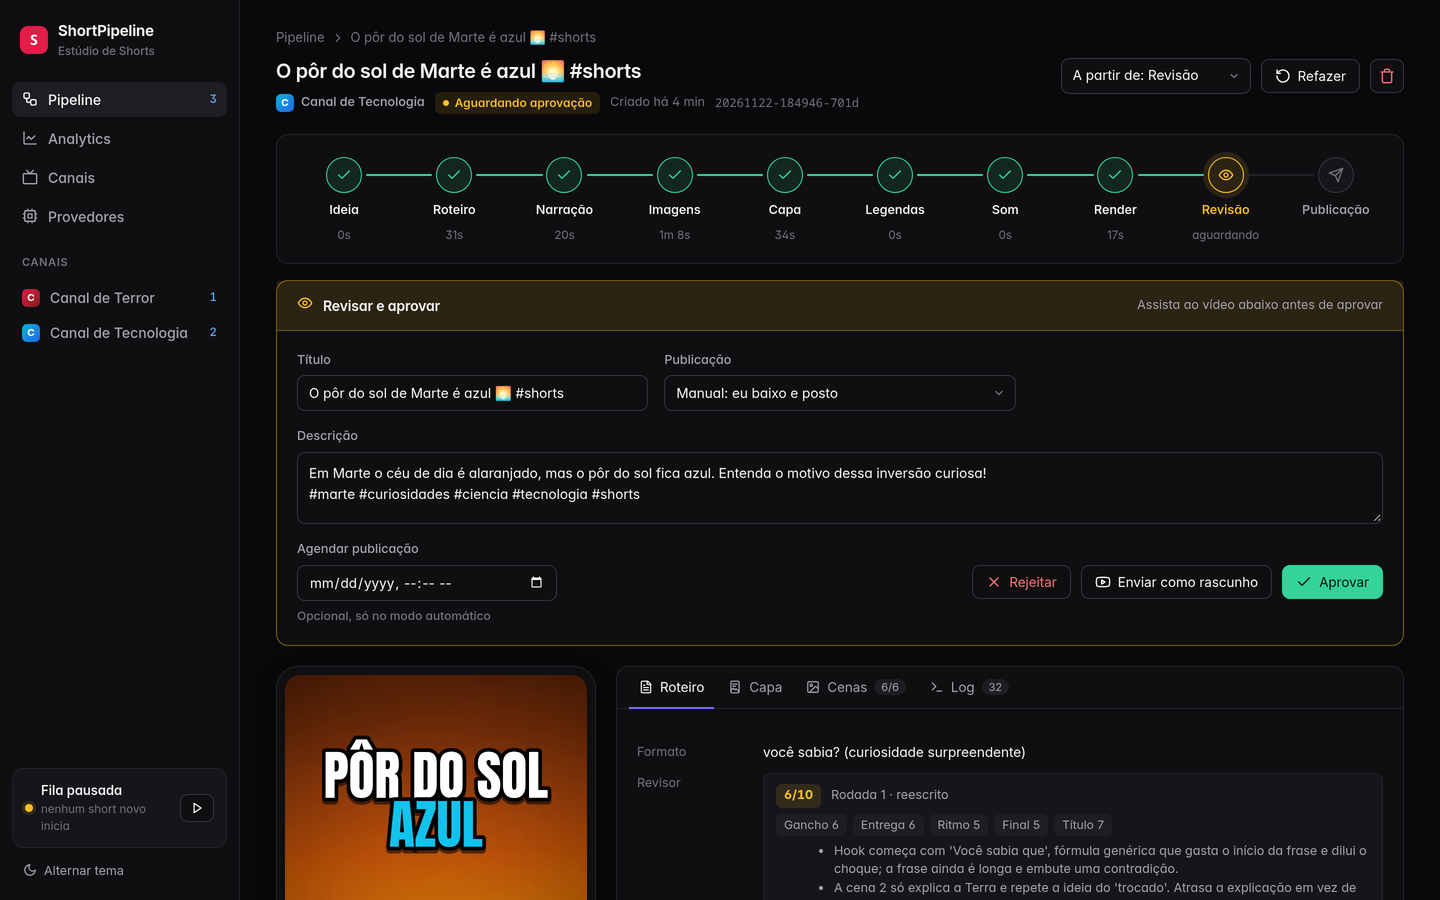 S
ShortPipeline
Estúdio de Shorts
Pipeline 3
Analytics
Canais
Provedores
CANAIS
C Canal de Terror 1
C Canal de Tecnologia 2
Fila pausada
nenhum short novo
inicia
Alternar tema
Pipeline > O pôr do sol de Marte é azul 🌅 #shorts
O pôr do sol de Marte é azul 🌅 #shorts
C Canal de Tecnologia Aguardando aprovação Criado há 4 min 20261122-184946-701d
A partir de: Revisão Refazer
Ideia Roteiro Narração Imagens Capa Legendas Som Render Revisão Publicação
0s 31s 20s 1m 8s 34s 0s 0s 17s aguardando
Revisar e aprovar Assista ao vídeo abaixo antes de aprovar
Título Publicação
O pôr do sol de Marte é azul 🌅 #shorts Manual: eu baixo e posto
Descrição
Em Marte o céu de dia é alaranjado, mas o pôr do sol fica azul. Entenda o motivo dessa inversão curiosa!
#marte #curiosidades #ciencia #tecnologia #shorts
Agendar publicação
mm/dd/yyyy, --:-- --
Rejeitar Enviar como rascunho Aprovar
Opcional, só no modo automático
PÔR DO SOL
AZUL
Roteiro Capa Cenas 6/6 Log 32
Formato você sabia? (curiosidade surpreendente)
Revisor
6/10 Rodada 1 · reescrito
Gancho 6 Entrega 6 Ritmo 5 Final 5 Título 7
• Hook começa com 'Você sabia que', fórmula genérica que gasta o início da frase e dilui o
choque; a frase ainda é longa e embute uma contradição.
• A cena 2 só explica a Terra e repete a ideia do 'trocado'. Atrasa a explicação em vez de